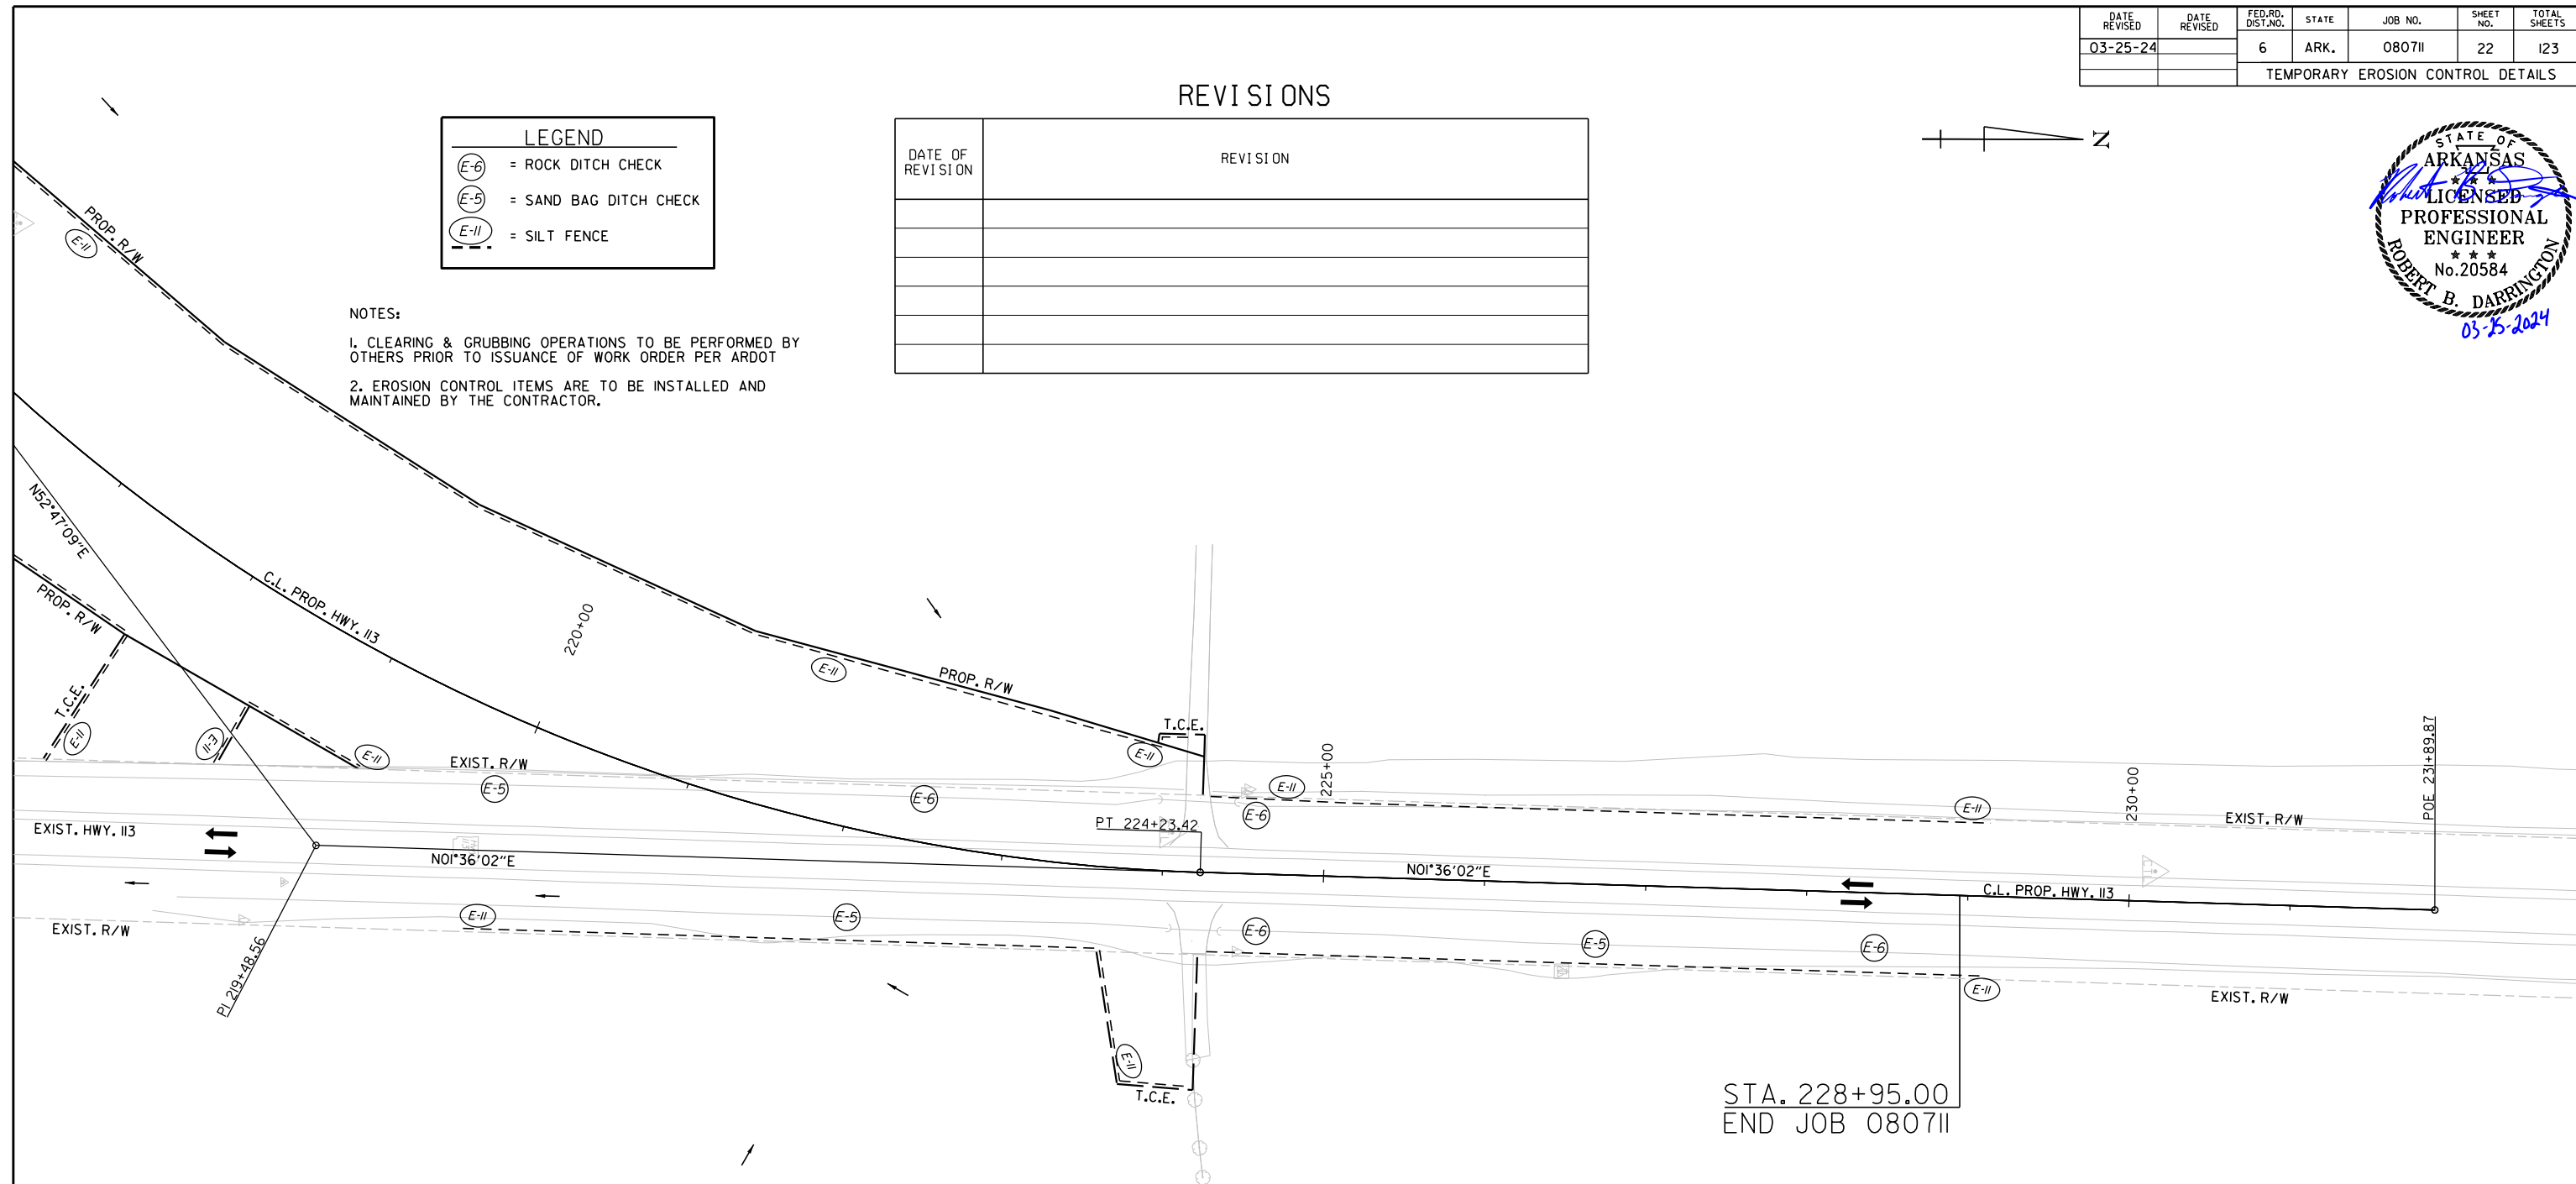 DATE REVISED
DATE REVISED
FED.RD. DIST.NO.
STATE
JOB NO.
SHEET NO.
TOTAL SHEETS
03-25-24
6
ARK.
080711
22
123
TEMPORARY EROSION CONTROL DETAILS
REVISIONS
DATE OF
REVISION
REVISION
LEGEND
E-6 = ROCK DITCH CHECK
E-5 = SAND BAG DITCH CHECK
E-11 = SILT FENCE
N
STATE OF
ARKANSAS
LICENSED
PROFESSIONAL
ENGINEER
No.20584
ROBERT B. DARRINGTON
03-25-2024
NOTES:
1. CLEARING & GRUBBING OPERATIONS TO BE PERFORMED BY
OTHERS PRIOR TO ISSUANCE OF WORK ORDER PER ARDOT
2. EROSION CONTROL ITEMS ARE TO BE INSTALLED AND
MAINTAINED BY THE CONTRACTOR.
PROP. R/W
E-11
N52°47'09"E
C.L. PROP. HWY. 113
PROP. R/W
220+00
T.C.E.
E-11
E-11
E-11
E-11
PROP. R/W
T.C.E.
E-11
EXIST. R/W
E-5
E-6
E-11
E-6
225+00
E-11
230+00
EXIST. R/W
POE 231+89.87
EXIST. HWY. 113
PT 224+23.42
N01°36'02"E
N01°36'02"E
C.L. PROP. HWY. 113
EXIST. R/W
E-11
E-5
E-6
E-5
E-6
E-11
EXIST. R/W
PI 219+48.56
E-11
T.C.E.
STA. 228+95.00
END JOB 080711